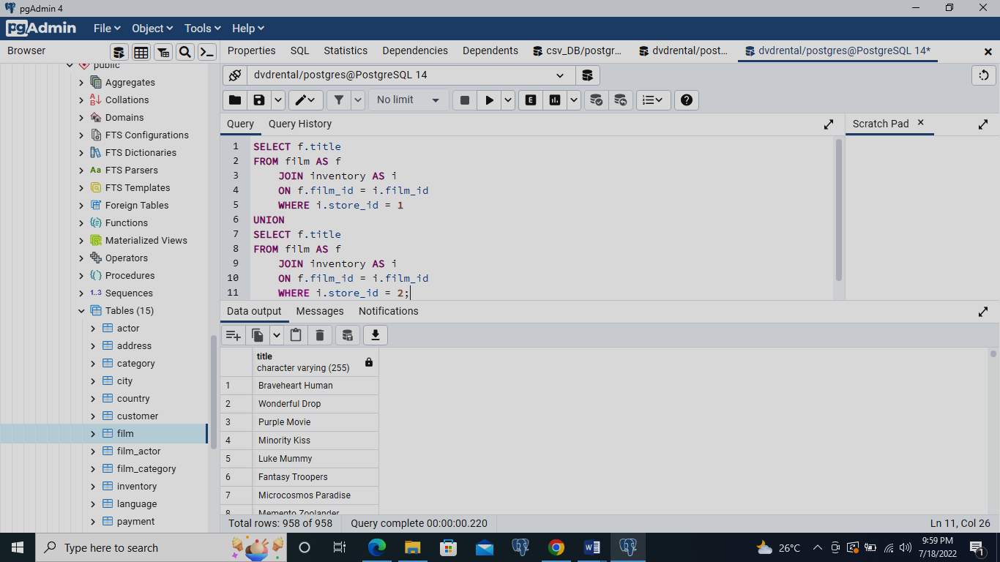 pgAdmin 4
pgAdmin File Object Tools Help
Browser
Properties SQL Statistics Dependencies Dependents csv_DB/postgr... dvdrental/post... dvdrental/postgres@PostgreSQL 14*
public
Aggregates
Collations
Domains
FTS Configurations
FTS Dictionaries
Aa FTS Parsers
FTS Templates
Foreign Tables
Functions
Materialized Views
Operators
Procedures
1..3 Sequences
Tables (15)
actor
address
category
city
country
customer
film
film_actor
film_category
inventory
language
payment
dvdrental/postgres@PostgreSQL 14
No limit E
Query Query History
Scratch Pad
1 SELECT f.title
2 FROM film AS f
3 JOIN inventory AS i
4 ON f.film_id = i.film_id
5 WHERE i.store_id = 1
6 UNION
7 SELECT f.title
8 FROM film AS f
9 JOIN inventory AS i
10 ON f.film_id = i.film_id
11 WHERE i.store_id = 2;
Data output Messages Notifications
title
character varying (255)
1 Braveheart Human
2 Wonderful Drop
3 Purple Movie
4 Minority Kiss
5 Luke Mummy
6 Fantasy Troopers
7 Microcosmos Paradise
8 Memento Zoolander
Total rows: 958 of 958 Query complete 00:00:00.220 Ln 11, Col 26
Type here to search
26°C
9:59 PM
7/18/2022
1